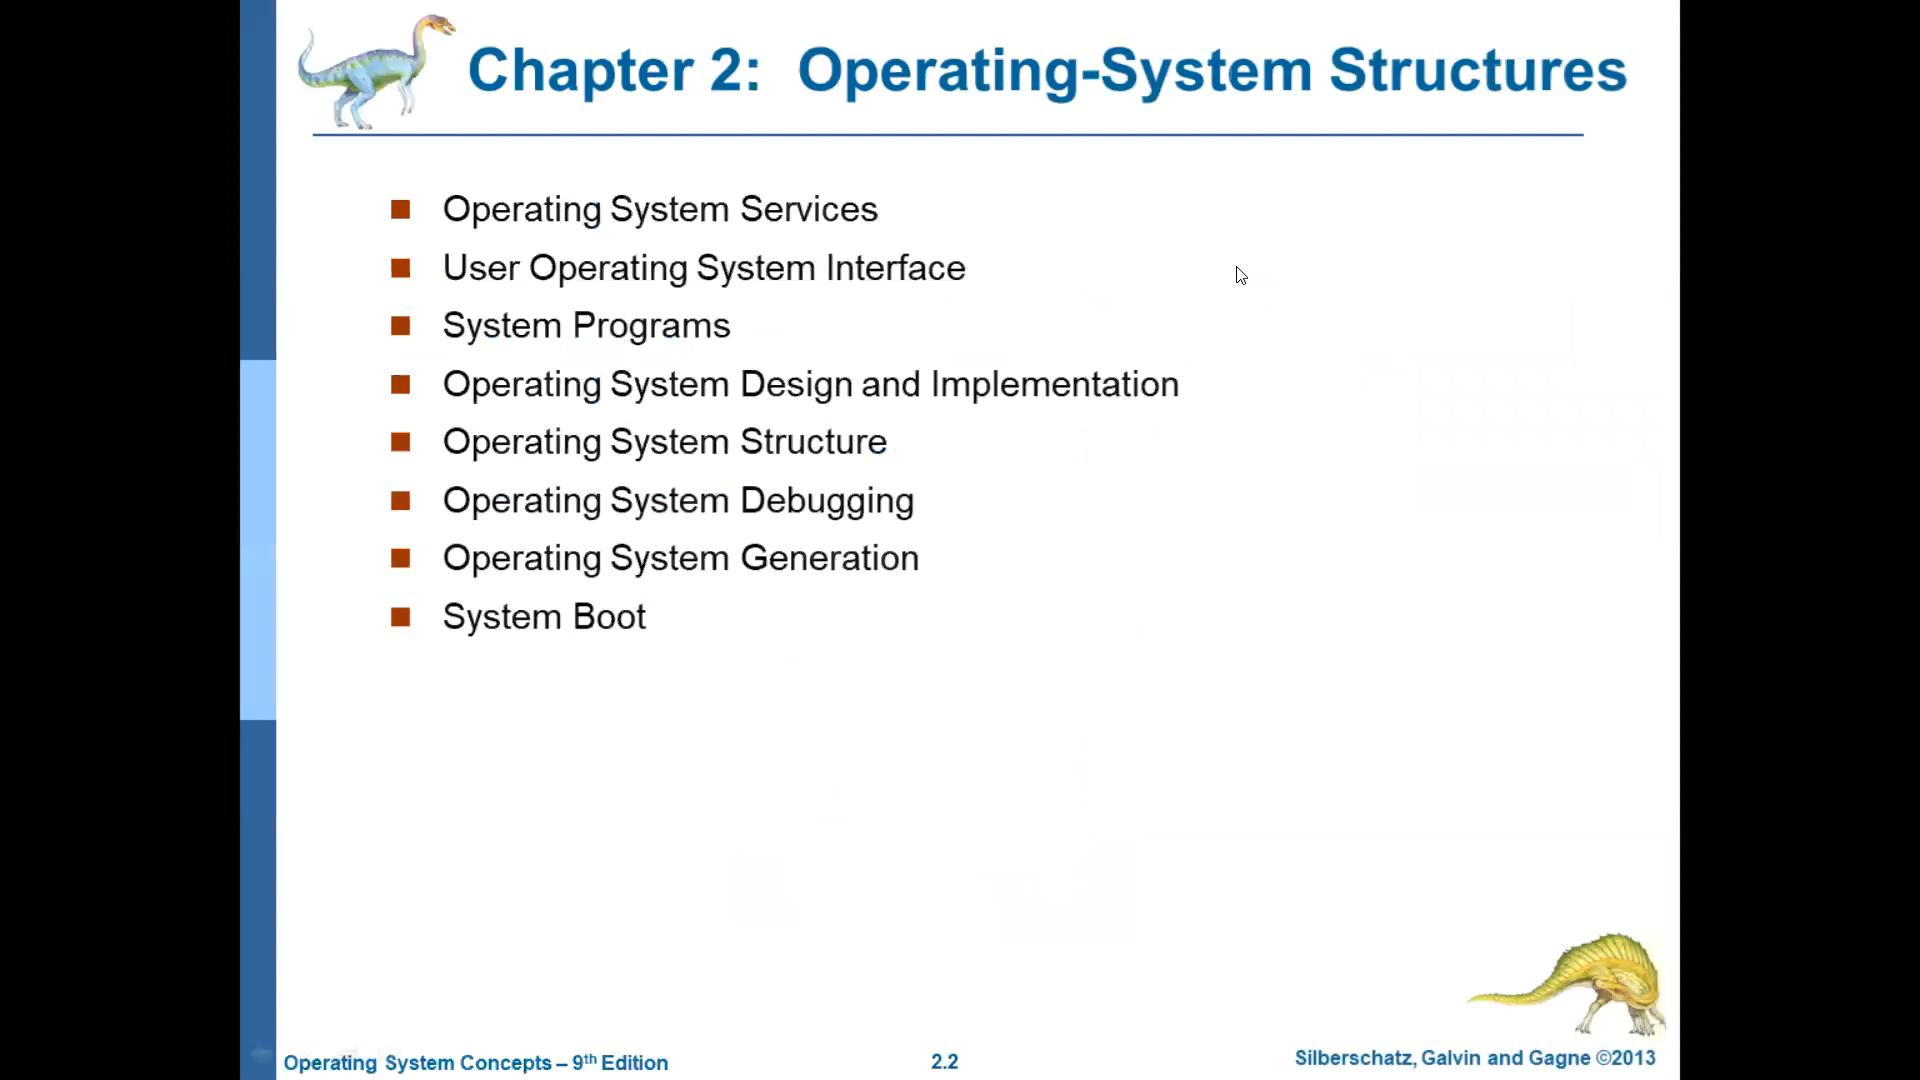 Chapter 2: Operating-System Structures
Operating System Services
User Operating System Interface
System Programs
Operating System Design and Implementation
Operating System Structure
Operating System Debugging
Operating System Generation
System Boot
Operating System Concepts – 9th Edition
2.2
Silberschatz, Galvin and Gagne ©2013